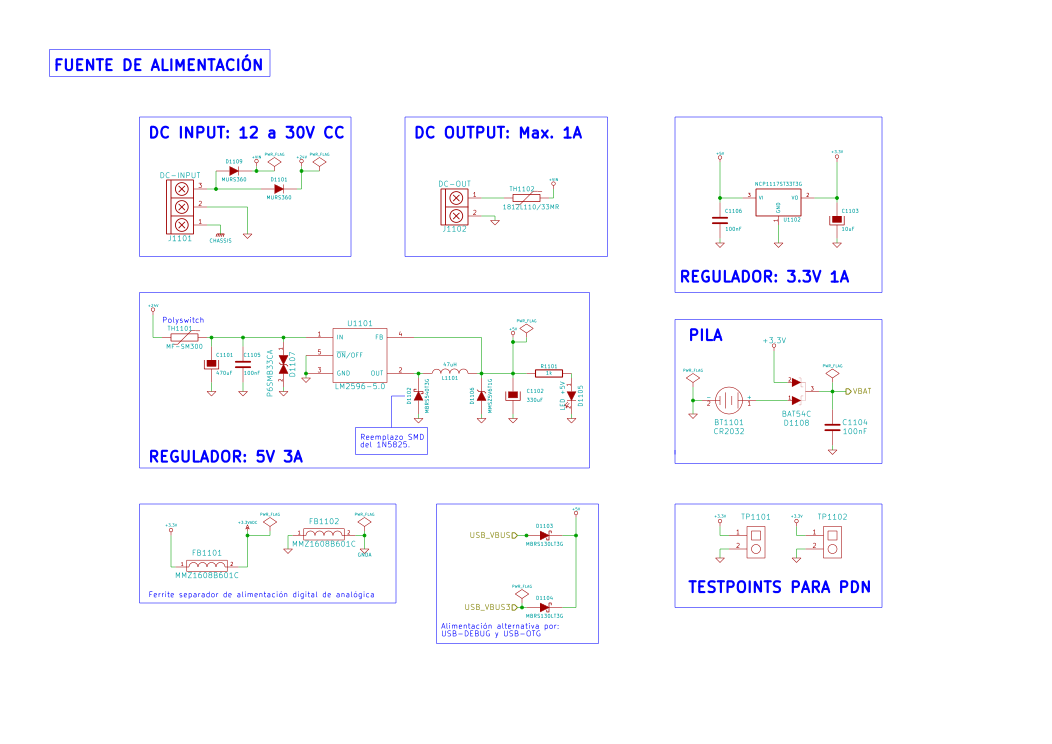 FUENTE DE ALIMENTACIÓN
DC INPUT: 12 a 30V CC
D1109
MURS360
+VIN
PWR_FLAG
+24V
PWR_FLAG
D1101
MURS360
DC-INPUT
3
2
1
J1101
CHASSIS
DC OUTPUT: Max. 1A
DC-OUT
1
2
J1102
TH1102
1812L110/33MR
+VIN
+5V
+3.3V
NCP1117ST33T3G
3
VI
VO
2
GND
1
U1102
C1106
100nF
C1103
10uF
REGULADOR: 3.3V 1A
+24V
Polyswitch
TH1101
MF-SM300
C1101
470uF
C1105
100nF
P6SMB33CA
D1107
U1101
1
IN
FB
4
5
ON/OFF
3
GND
OUT
2
LM2596-5.0
D1102
MBRS540T3G
47uH
L1101
D1106
MMSZ5V6T1G
+5V
PWR_FLAG
C1102
330uF
R1101
1k
LED +5V
D1105
Reemplazo SMD
del 1N5825.
REGULADOR: 5V 3A
PILA
+3.3V
PWR_FLAG
BT1101
CR2032
-
2
+
1
2
1
3
BAT54C
D1108
PWR_FLAG
VBAT
C1104
100nF
+3.3V
FB1101
1
2
MMZ1608B601C
+3.3VADC
PWR_FLAG
FB1102
1
2
MMZ1608B601C
PWR_FLAG
GNDA
Ferrite separador de alimentación digital de analógica
+5V
USB_VBUS
D1103
MBRS130LT3G
PWR_FLAG
USB_VBUS3
D1104
MBRS130LT3G
Alimentación alternativa por:
USB-DEBUG y USB-OTG
+3.3V
TP1101
1
2
+3.3V
TP1102
1
2
TESTPOINTS PARA PDN